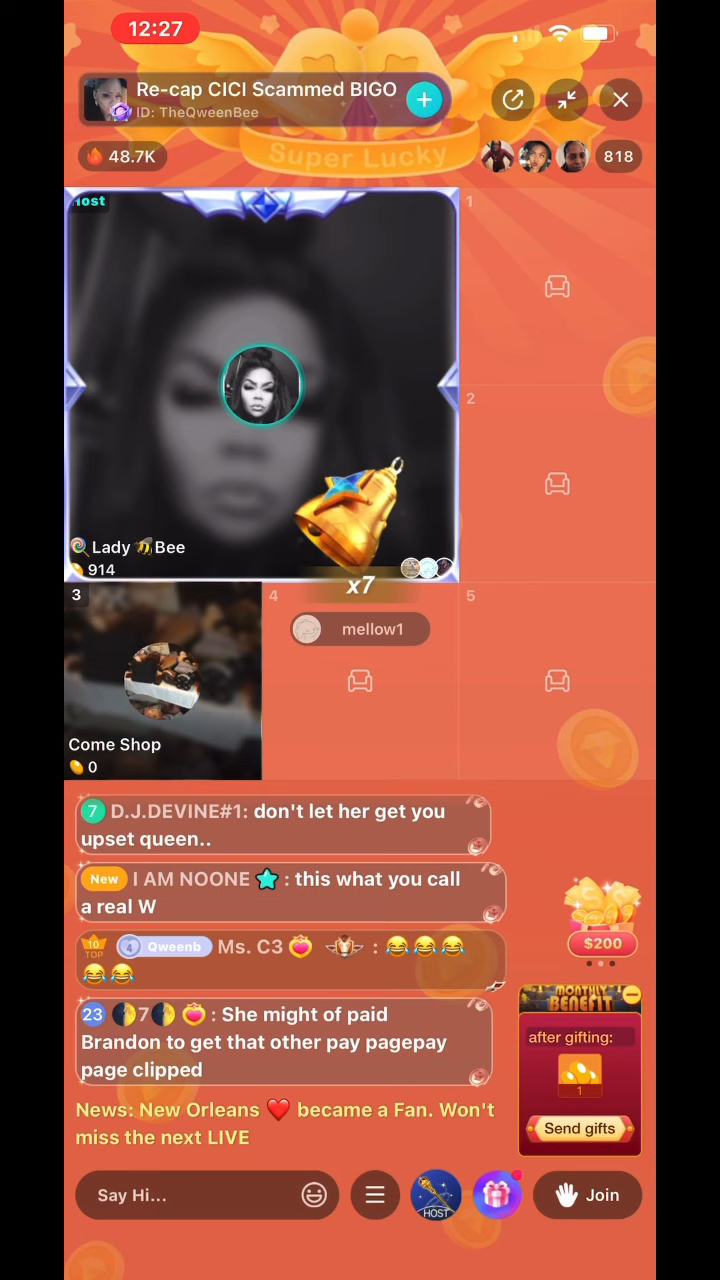 12:27
Re-cap CICI Scammed BIGO
ID: TheQweenBee
48.7K
818
Super Lucky
Host
1
2
🍭 Lady 🐝Bee
914
x7
3
4
5
mellow1
Come Shop
0
7 D.J.DEVINE#1: don't let her get you
upset queen..
New I AM NOONE : this what you call
a real W
10 TOP 4 Qweenb Ms. C3 : 😂😂😂
😂😂
23 🌓7🌗 : She might of paid
Brandon to get that other pay pagepay
page clipped
News: New Orleans ❤️ became a Fan. Won't
miss the next LIVE
$200
MONTHLY
BENEFIT
after gifting:
1
Send gifts
Say Hi...
HOST
Join